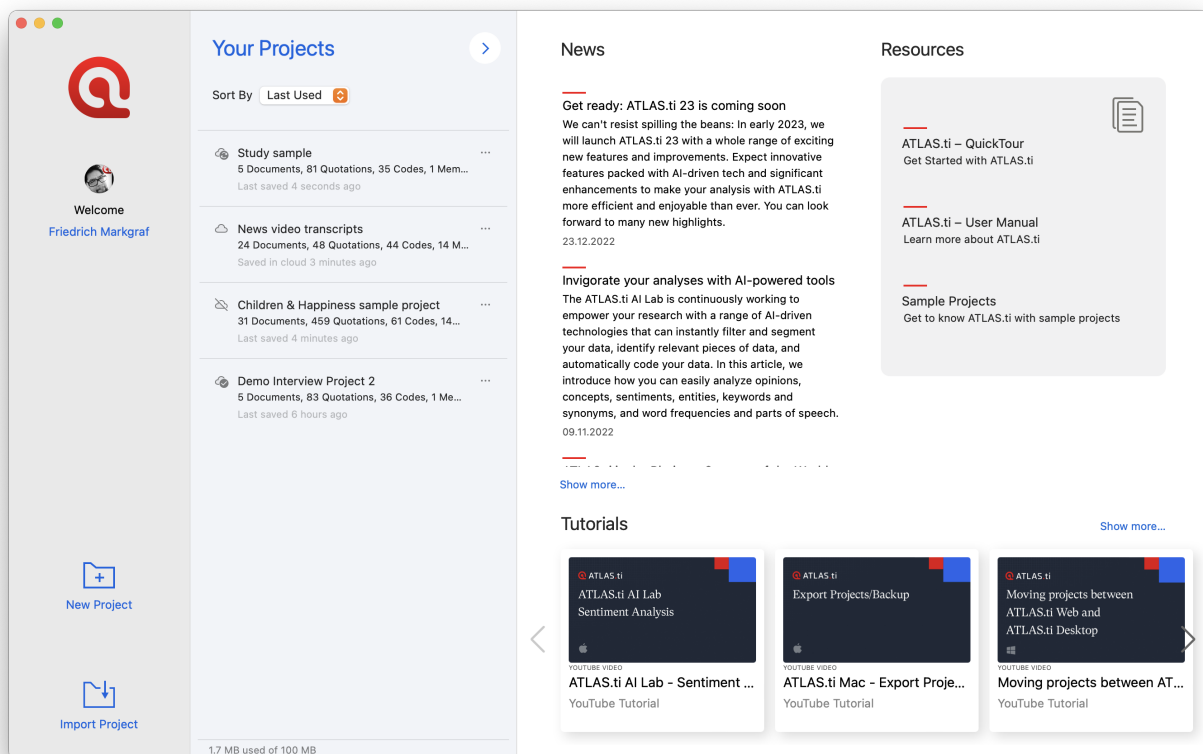 Welcome
Friedrich Markgraf
New Project
Import Project
Your Projects
Sort By Last Used
Study sample
5 Documents, 81 Quotations, 35 Codes, 1 Mem...
Last saved 4 seconds ago
News video transcripts
24 Documents, 48 Quotations, 44 Codes, 14 M...
Saved in cloud 3 minutes ago
Children & Happiness sample project
31 Documents, 459 Quotations, 61 Codes, 14...
Last saved 4 minutes ago
Demo Interview Project 2
5 Documents, 83 Quotations, 36 Codes, 1 Me...
Last saved 6 hours ago
1.7 MB used of 100 MB
News
Get ready: ATLAS.ti 23 is coming soon
We can't resist spilling the beans: In early 2023, we
will launch ATLAS.ti 23 with a whole range of exciting
new features and improvements. Expect innovative
features packed with AI-driven tech and significant
enhancements to make your analysis with ATLAS.ti
more efficient and enjoyable than ever. You can look
forward to many new highlights.
23.12.2022
Invigorate your analyses with AI-powered tools
The ATLAS.ti AI Lab is continuously working to
empower your research with a range of AI-driven
technologies that can instantly filter and segment
your data, identify relevant pieces of data, and
automatically code your data. In this article, we
introduce how you can easily analyze opinions,
concepts, sentiments, entities, keywords and
synonyms, and word frequencies and parts of speech.
09.11.2022
Show more...
Resources
ATLAS.ti – QuickTour
Get Started with ATLAS.ti
ATLAS.ti – User Manual
Learn more about ATLAS.ti
Sample Projects
Get to know ATLAS.ti with sample projects
Tutorials
Show more...
ATLAS.ti
ATLAS.ti AI Lab
Sentiment Analysis
YOUTUBE VIDEO
ATLAS.ti AI Lab - Sentiment ...
YouTube Tutorial
ATLAS.ti
Export Projects/Backup
YOUTUBE VIDEO
ATLAS.ti Mac - Export Proje...
YouTube Tutorial
ATLAS.ti
Moving projects between
ATLAS.ti Web and
ATLAS.ti Desktop
YOUTUBE VIDEO
Moving projects between AT...
YouTube Tutorial